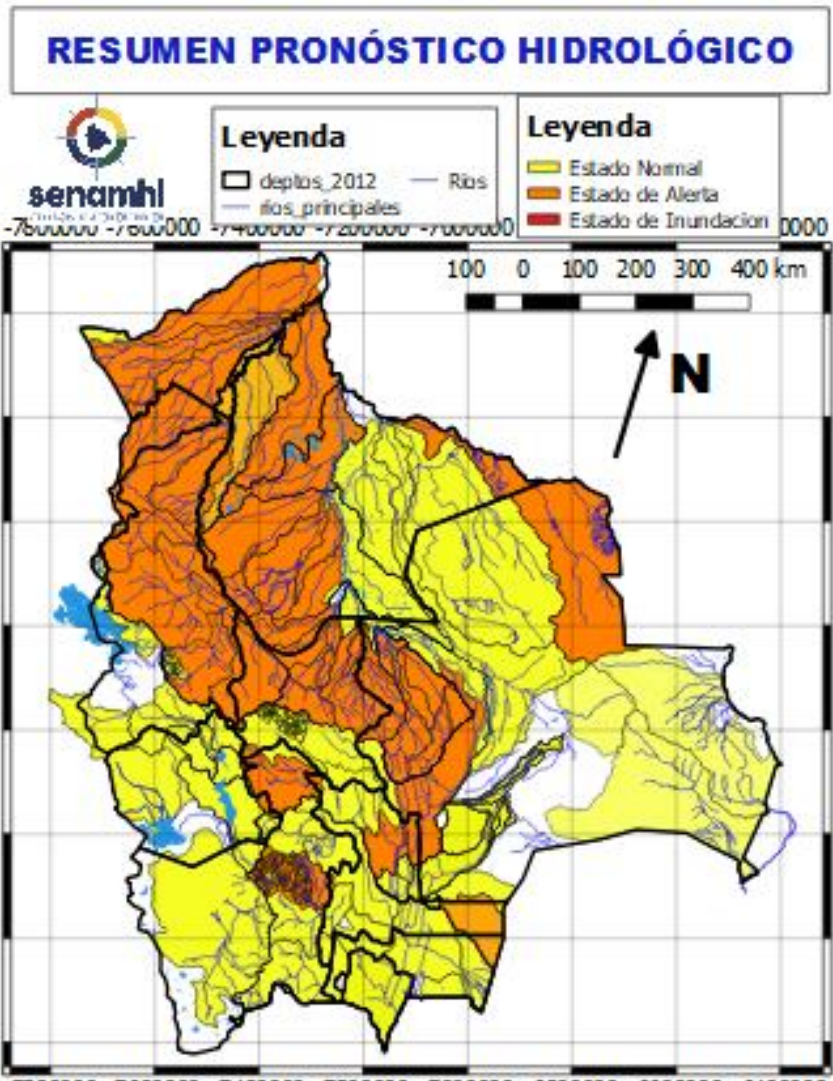 RESUMEN PRONÓSTICO HIDROLÓGICO
senamhi
Leyenda
deptos_2012
Rios
rios_principales
Leyenda
Estado Normal
Estado de Alerta
Estado de Inundacion
-7800000 -7600000 -7400000 -7200000 -7000000
100 0 100 200 300 400 km
N